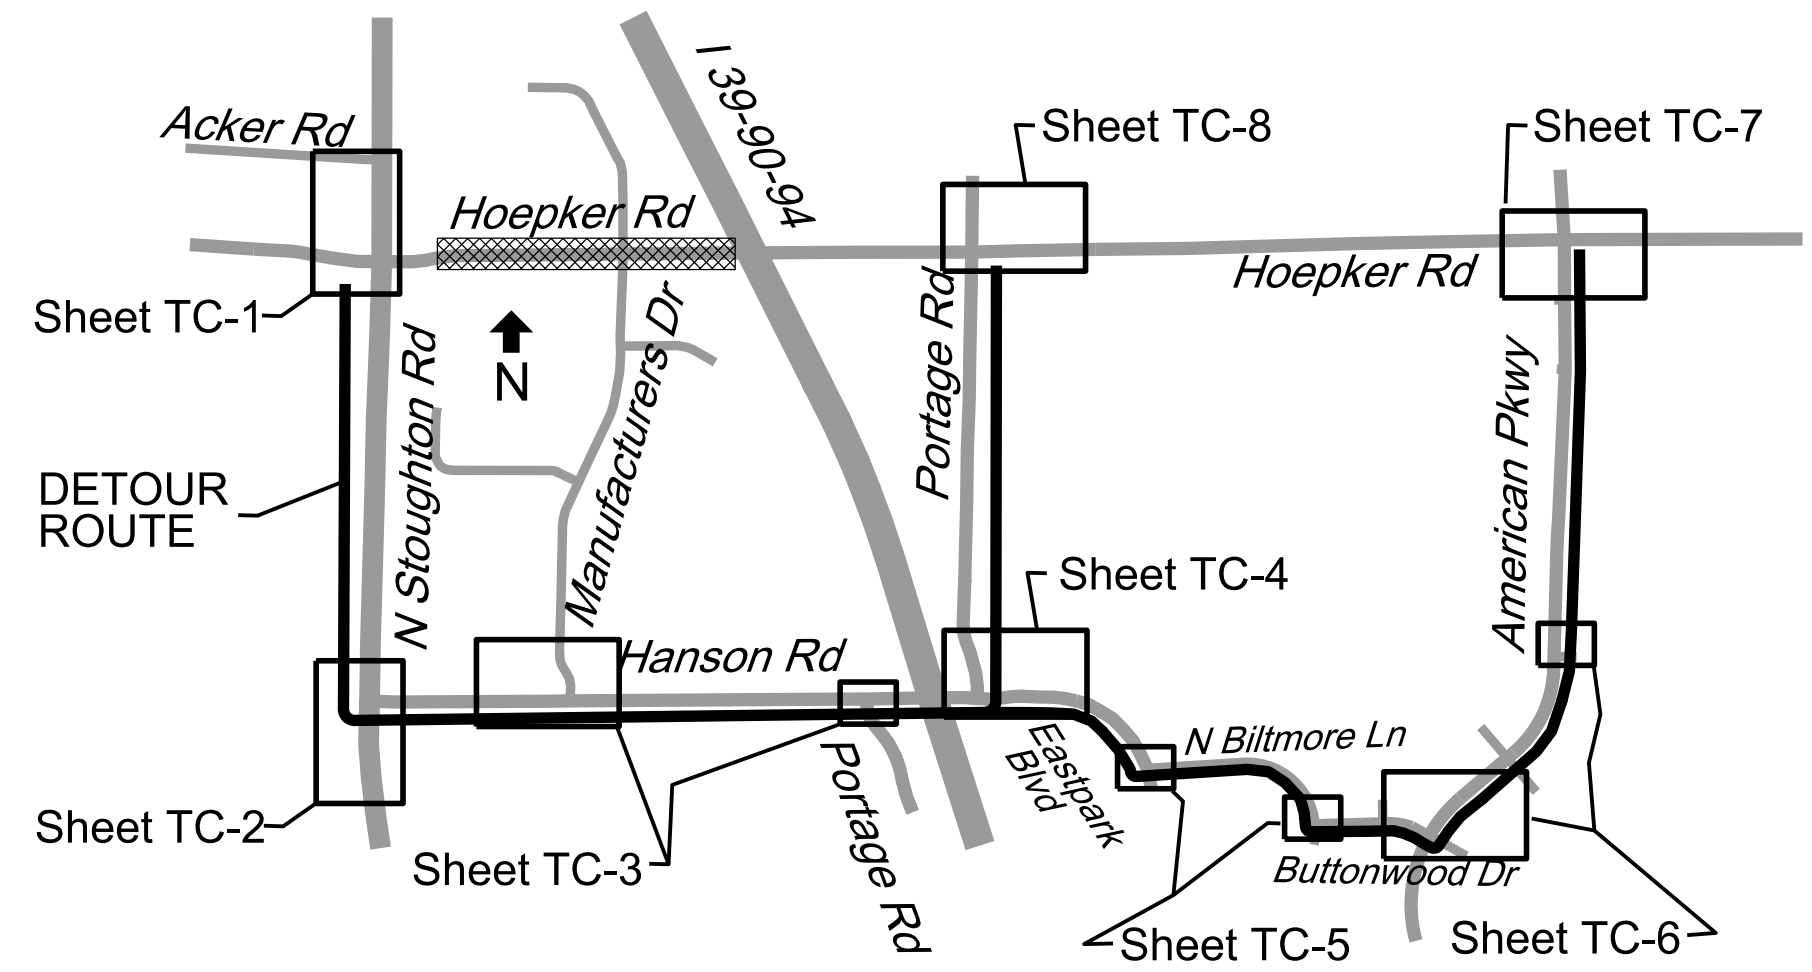 I 39-90-94
Acker Rd
Sheet TC-8
Sheet TC-7
Hoepker Rd
Hoepker Rd
Sheet TC-1
N
N Stoughton Rd
Manufacturers Dr
Portage Rd
American Pkwy
DETOUR
ROUTE
Sheet TC-4
Hanson Rd
Eastpark
Blvd
N Biltmore Ln
Sheet TC-2
Sheet TC-3
Portage Rd
Buttonwood Dr
Sheet TC-5
Sheet TC-6